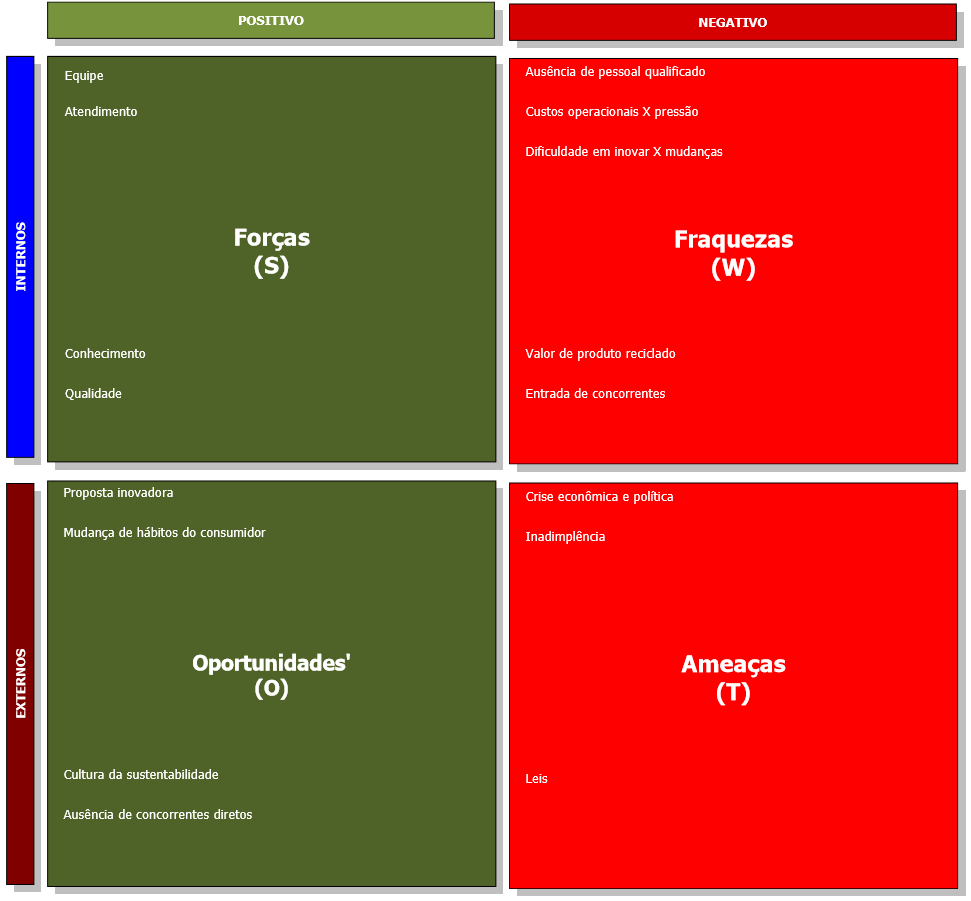 POSITIVO
NEGATIVO
INTERNOS
Equipe
Atendimento
Forças
(S)
Conhecimento
Qualidade
Ausência de pessoal qualificado
Custos operacionais X pressão
Dificuldade em inovar X mudanças
Fraquezas
(W)
Valor de produto reciclado
Entrada de concorrentes
EXTERNOS
Proposta inovadora
Mudança de hábitos do consumidor
Oportunidades'
(O)
Cultura da sustentabilidade
Ausência de concorrentes diretos
Crise econômica e política
Inadimplência
Ameaças
(T)
Leis